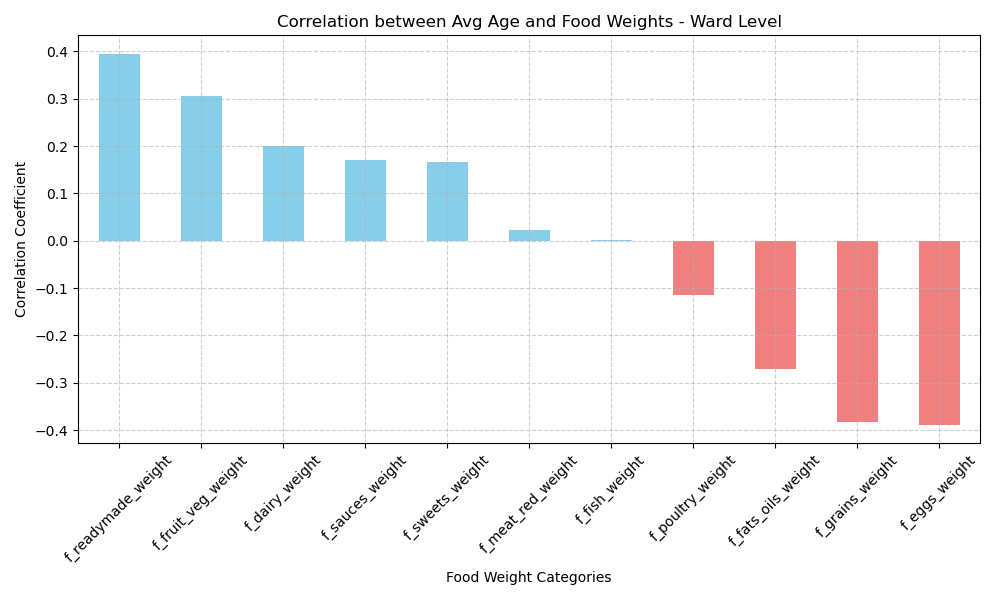 Correlation between Avg Age and Food Weights - Ward Level
Correlation Coefficient
0.4
0.3
0.2
0.1
0.0
−0.1
−0.2
−0.3
−0.4
f_readymade_weight
f_fruit_veg_weight
f_dairy_weight
f_sauces_weight
f_sweets_weight
f_meat_red_weight
f_fish_weight
f_poultry_weight
f_fats_oils_weight
f_grains_weight
f_eggs_weight
Food Weight Categories